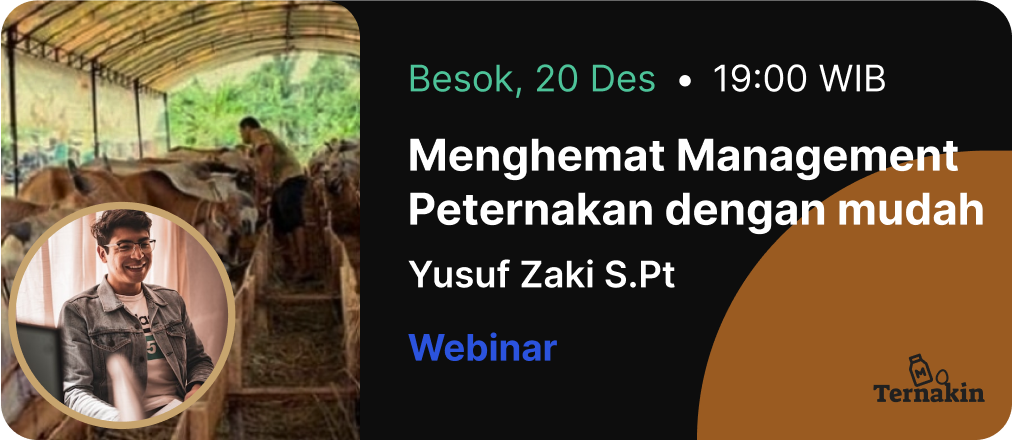 Besok, 20 Des • 19:00 WIB
Menghemat Management
Peternakan dengan mudah
Yusuf Zaki S.Pt
Webinar
M
Ternakin